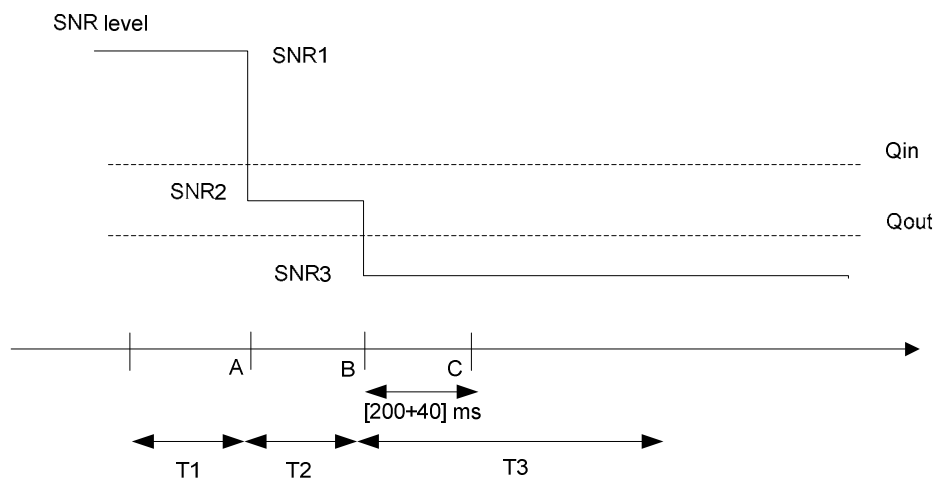 SNR level
SNR1
Qin
SNR2
Qout
SNR3
A
B
C
[200+40] ms
T1
T2
T3